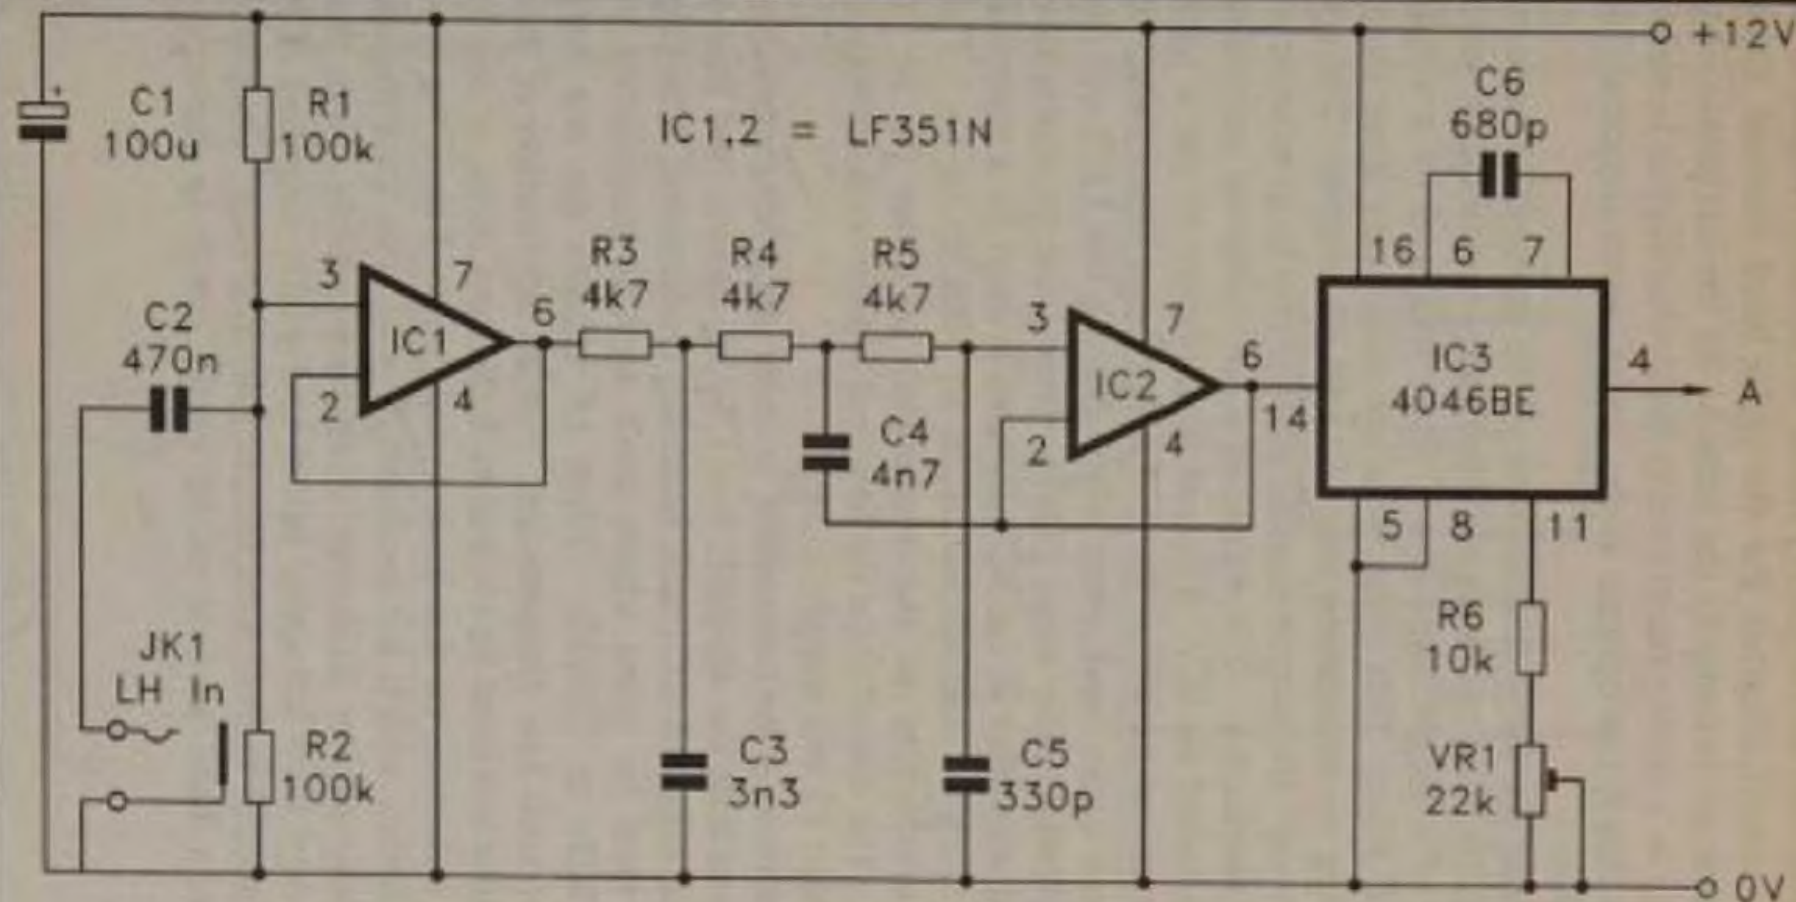 +12V
C1
100u
+
R1
100k
IC1,2 = LF351N
C6
680p
16 6 7
3
7
6
IC1
2
4
R3
4k7
R4
4k7
R5
4k7
C2
470n
3
7
6
IC2
2
4
14
IC3
4046BE
4
A
C4
4n7
5 8 11
JK1
LH In
R2
100k
C3
3n3
C5
330p
R6
10k
VR1
22k
0V